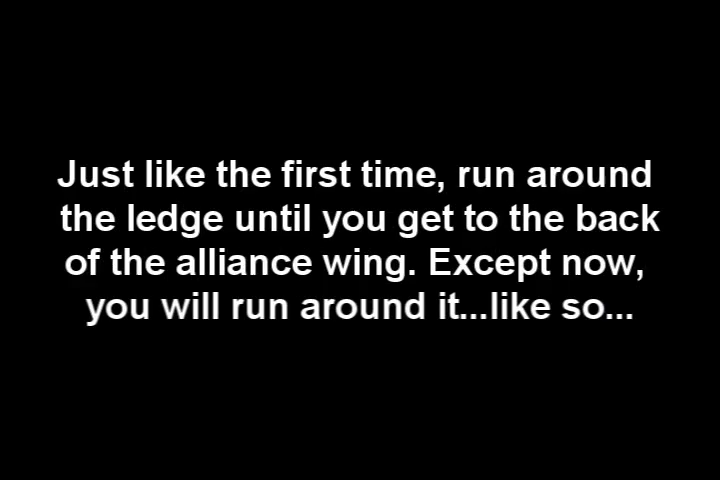 Just like the first time, run around
the ledge until you get to the back
of the alliance wing. Except now,
you will run around it...like so...